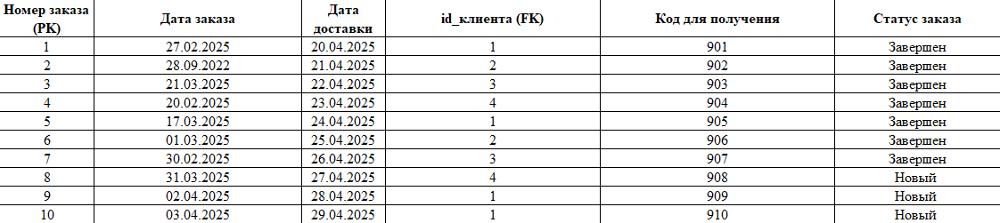 Номер заказа (PK) Дата заказа Дата доставки id_клиента (FK) Код для получения Статус заказа
1 27.02.2025 20.04.2025 1 901 Завершен
2 28.09.2022 21.04.2025 2 902 Завершен
3 21.03.2025 22.04.2025 3 903 Завершен
4 20.02.2025 23.04.2025 4 904 Завершен
5 17.03.2025 24.04.2025 1 905 Завершен
6 01.03.2025 25.04.2025 2 906 Завершен
7 30.02.2025 26.04.2025 3 907 Завершен
8 31.03.2025 27.04.2025 4 908 Новый
9 02.04.2025 28.04.2025 1 909 Новый
10 03.04.2025 29.04.2025 1 910 Новый